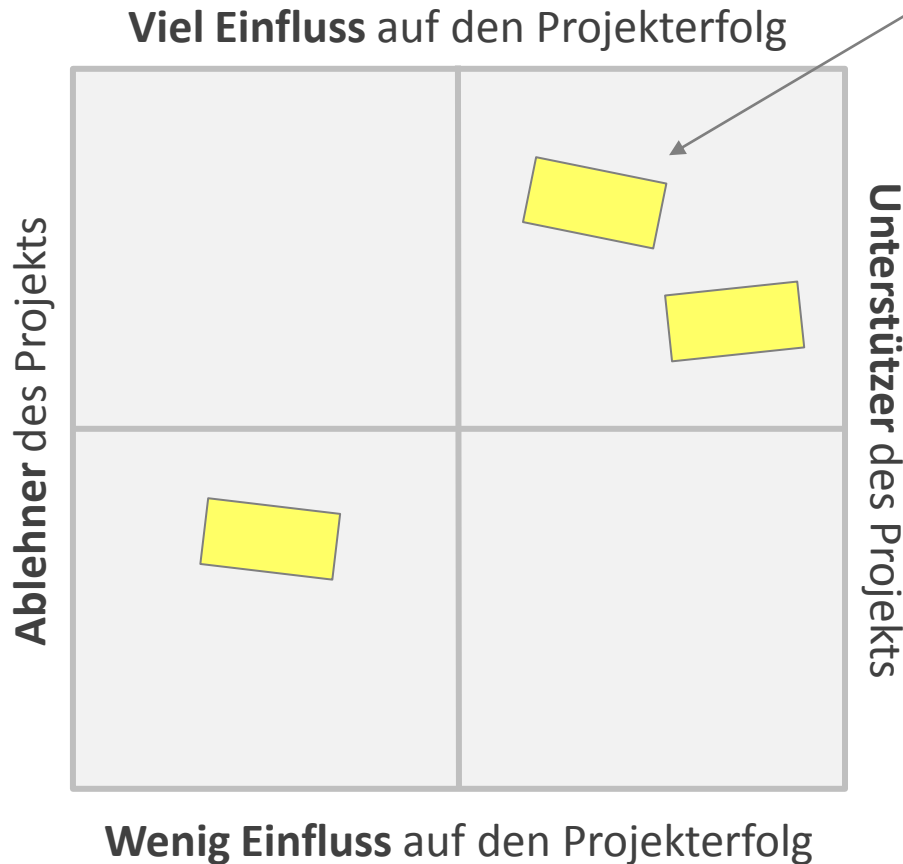 Viel Einfluss auf den Projekterfolg
Ablehner des Projekts
Unterstützer des Projekts
Wenig Einfluss auf den Projekterfolg